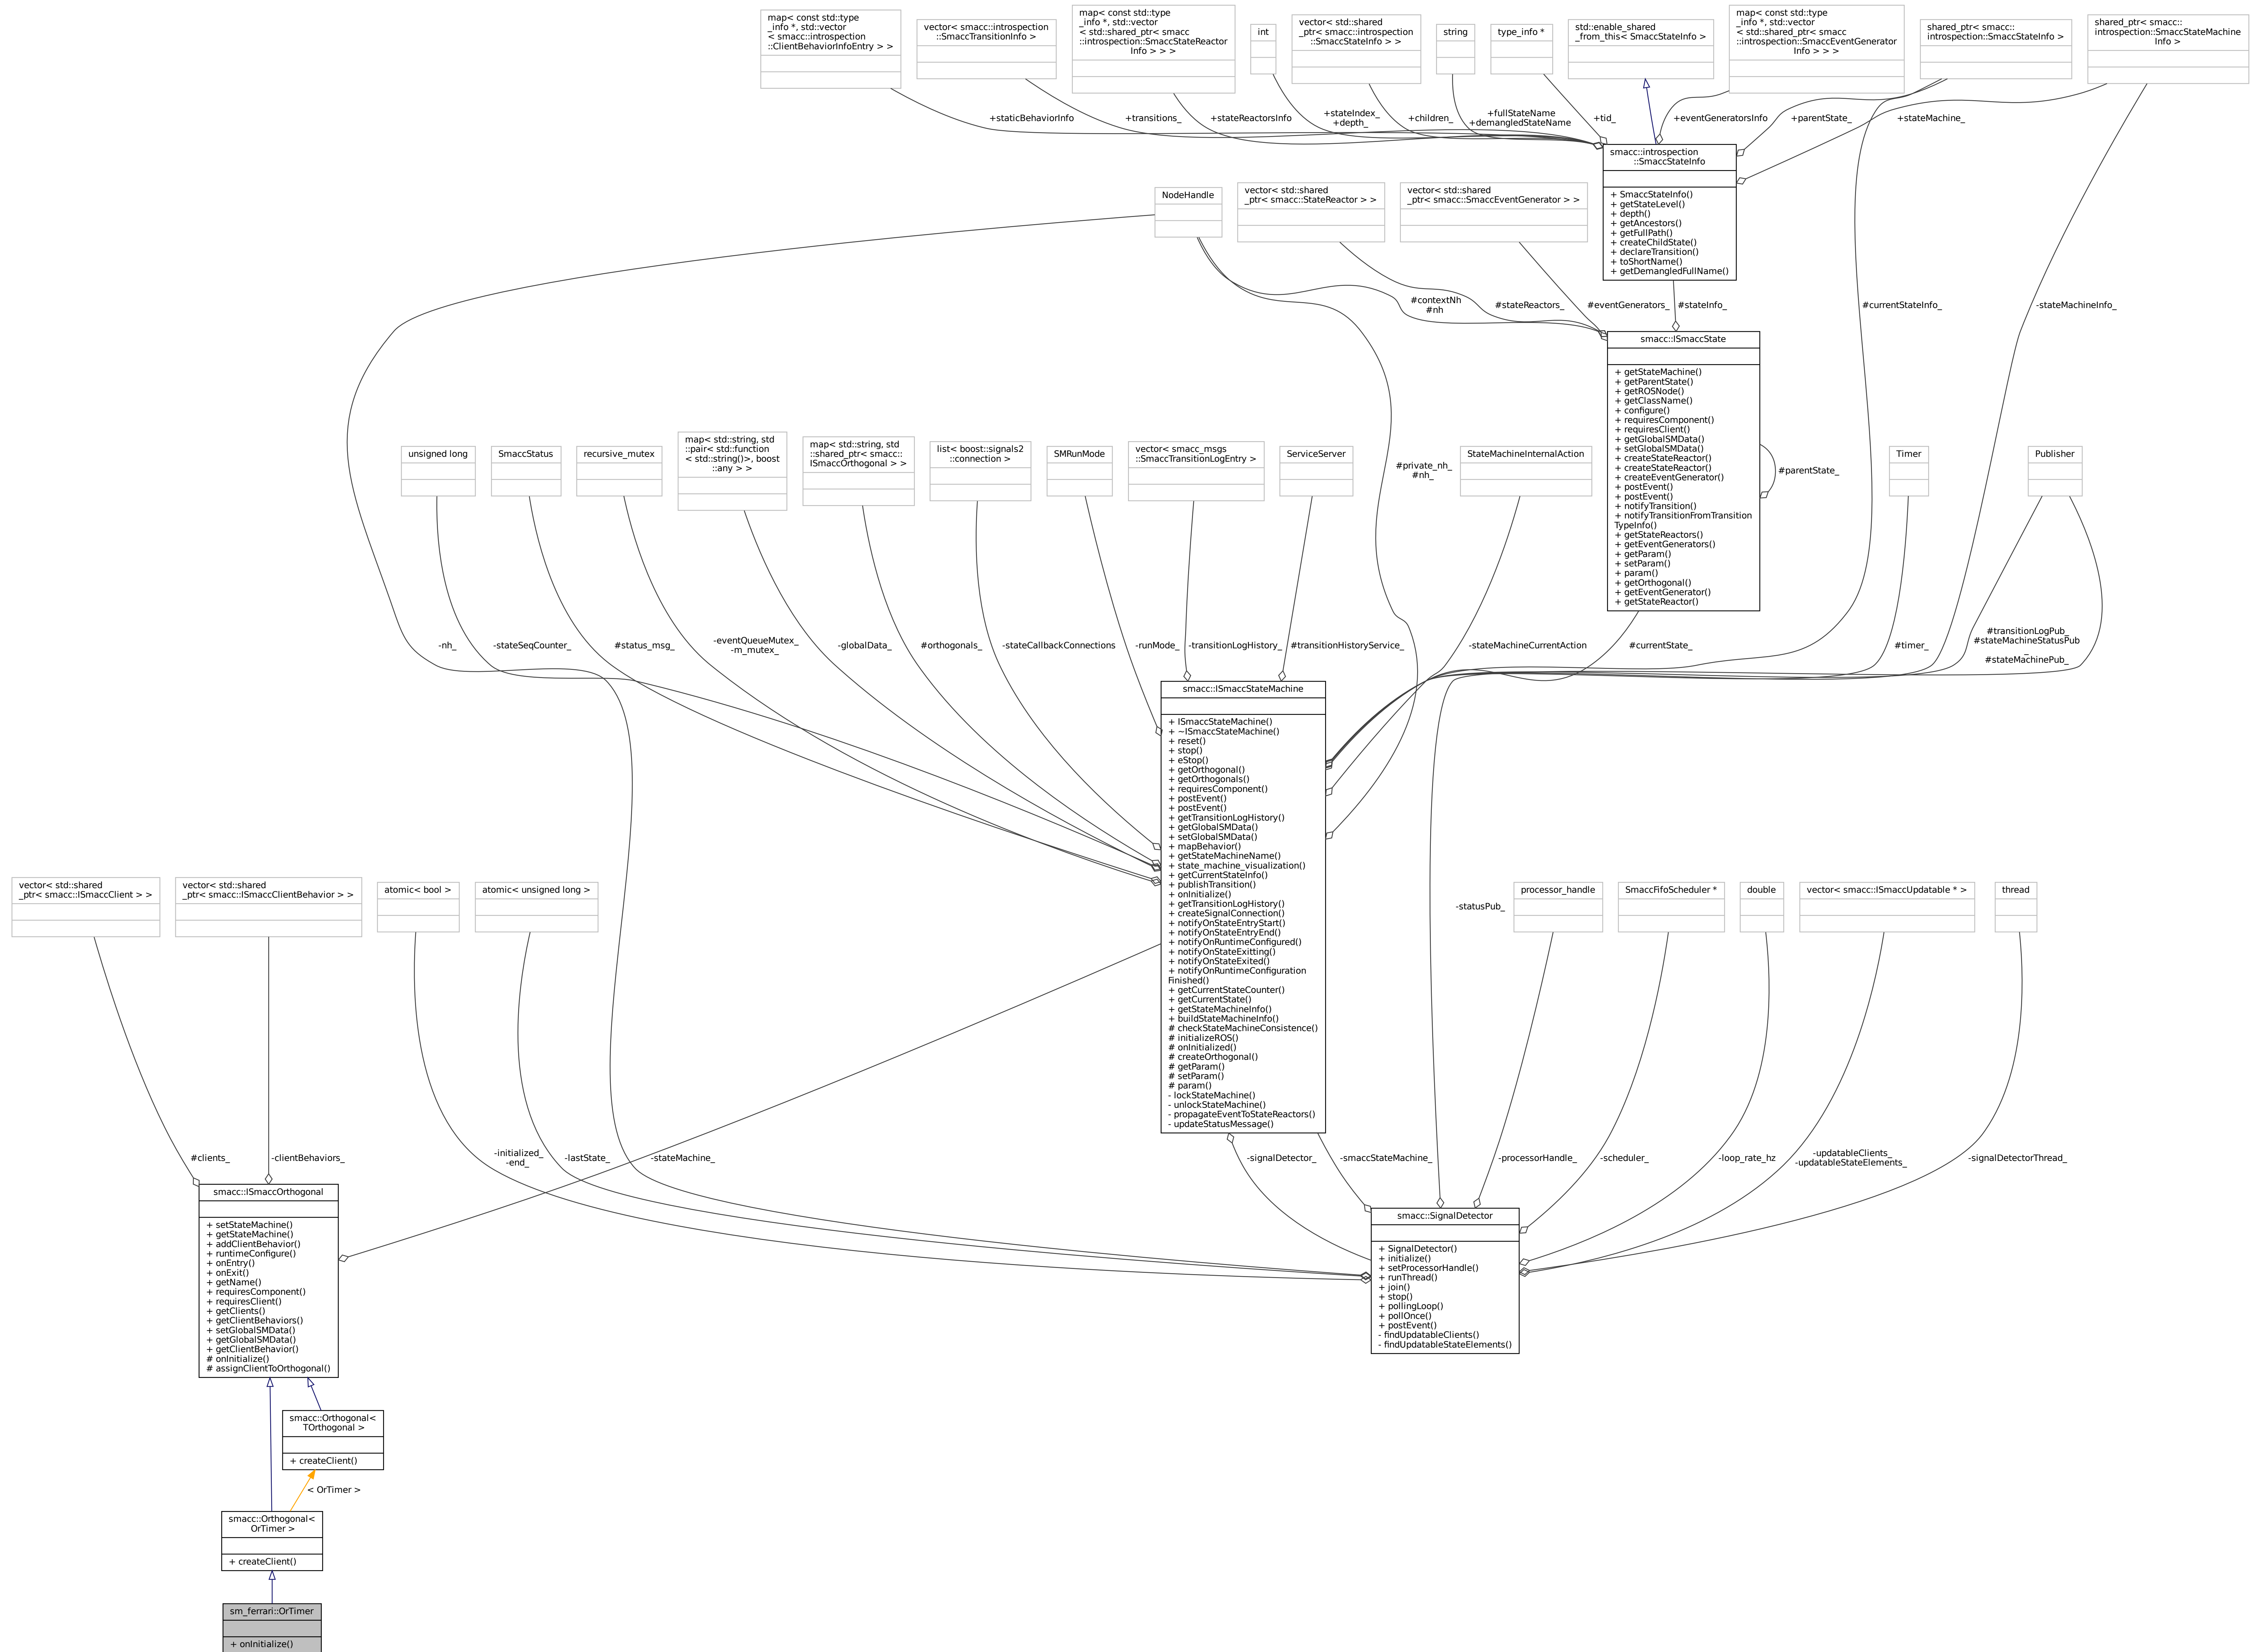 map< const std::type
_info *, std::vector
< smacc::introspection
::ClientBehaviorInfoEntry > >
vector< smacc::introspection
::SmaccTransitionInfo >
map< const std::type
_info *, std::vector
< std::shared_ptr< smacc
::introspection::SmaccStateReactor
Info > > >
int
vector< std::shared
_ptr< smacc::introspection
::SmaccStateInfo > >
string
type_info *
std::enable_shared
_from_this< SmaccStateInfo >
map< const std::type
_info *, std::vector
< std::shared_ptr< smacc
::introspection::SmaccEventGenerator
Info > > >
shared_ptr< smacc::
introspection::SmaccStateInfo >
shared_ptr< smacc::
introspection::SmaccStateMachine
Info >
+staticBehaviorInfo
+transitions_
+stateReactorsInfo
+stateIndex_
+depth_
+children_
+fullStateName
+demangledStateName
+tid_
+eventGeneratorsInfo
+parentState_
+stateMachine_
smacc::introspection
::SmaccStateInfo
+ SmaccStateInfo()
+ getStateLevel()
+ depth()
+ getAncestors()
+ getFullPath()
+ createChildState()
+ declareTransition()
+ toShortName()
+ getDemangledFullName()
NodeHandle
vector< std::shared
_ptr< smacc::StateReactor > >
vector< std::shared
_ptr< smacc::SmaccEventGenerator > >
#contextNh
#nh
#stateReactors_
#eventGenerators_
#stateInfo_
#currentStateInfo_
-stateMachineInfo_
smacc::ISmaccState
+ getStateMachine()
+ getParentState()
+ getROSNode()
+ getClassName()
+ configure()
+ requiresComponent()
+ requiresClient()
+ getGlobalSMData()
+ setGlobalSMData()
+ createStateReactor()
+ createStateReactor()
+ createEventGenerator()
+ postEvent()
+ postEvent()
+ notifyTransition()
+ notifyTransitionFromTransition
TypeInfo()
+ getStateReactors()
+ getEventGenerators()
+ getParam()
+ setParam()
+ param()
+ getOrthogonal()
+ getEventGenerator()
+ getStateReactor()
#parentState_
unsigned long
SmaccStatus
recursive_mutex
map< std::string, std
::pair< std::function
< std::string()>, boost
::any > >
map< std::string, std
::shared_ptr< smacc::
ISmaccOrthogonal > >
list< boost::signals2
::connection >
SMRunMode
vector< smacc_msgs
::SmaccTransitionLogEntry >
ServiceServer
#private_nh_
#nh_
StateMachineInternalAction
Timer
Publisher
-nh_
-stateSeqCounter_
#status_msg_
-eventQueueMutex_
-m_mutex_
-globalData_
#orthogonals_
-stateCallbackConnections
-runMode_
-transitionLogHistory_
#transitionHistoryService_
-stateMachineCurrentAction
#currentState_
#timer_
#transitionLogPub_
#stateMachineStatusPub
_
#stateMachinePub_
smacc::ISmaccStateMachine
+ ISmaccStateMachine()
+ ~ISmaccStateMachine()
+ reset()
+ stop()
+ eStop()
+ getOrthogonal()
+ getOrthogonals()
+ requiresComponent()
+ postEvent()
+ postEvent()
+ getTransitionLogHistory()
+ getGlobalSMData()
+ setGlobalSMData()
+ mapBehavior()
+ getStateMachineName()
+ state_machine_visualization()
+ getCurrentStateInfo()
+ publishTransition()
+ onInitialize()
+ getTransitionLogHistory()
+ createSignalConnection()
+ notifyOnStateEntryStart()
+ notifyOnStateEntryEnd()
+ notifyOnRuntimeConfigured()
+ notifyOnStateExitting()
+ notifyOnStateExited()
+ notifyOnRuntimeConfiguration
Finished()
+ getCurrentStateCounter()
+ getCurrentState()
+ getStateMachineInfo()
+ buildStateMachineInfo()
# checkStateMachineConsistence()
# initializeROS()
# onInitialized()
# createOrthogonal()
# getParam()
# setParam()
# param()
- lockStateMachine()
- unlockStateMachine()
- propagateEventToStateReactors()
- updateStatusMessage()
vector< std::shared
_ptr< smacc::ISmaccClient > >
vector< std::shared
_ptr< smacc::ISmaccClientBehavior > >
atomic< bool >
atomic< unsigned long >
-statusPub_
processor_handle
SmaccFifoScheduler *
double
vector< smacc::ISmaccUpdatable * >
thread
#clients_
-clientBehaviors_
-initialized_
-end_
-lastState_
-stateMachine_
-signalDetector_
-smaccStateMachine_
-processorHandle_
-scheduler_
-loop_rate_hz
-updatableClients_
-updatableStateElements_
-signalDetectorThread_
smacc::ISmaccOrthogonal
+ setStateMachine()
+ getStateMachine()
+ addClientBehavior()
+ runtimeConfigure()
+ onEntry()
+ onExit()
+ getName()
+ requiresComponent()
+ requiresClient()
+ getClients()
+ getClientBehaviors()
+ setGlobalSMData()
+ getGlobalSMData()
+ getClientBehavior()
# onInitialize()
# assignClientToOrthogonal()
smacc::SignalDetector
+ SignalDetector()
+ initialize()
+ setProcessorHandle()
+ runThread()
+ join()
+ stop()
+ pollingLoop()
+ pollOnce()
+ postEvent()
- findUpdatableClients()
- findUpdatableStateElements()
smacc::Orthogonal<
TOrthogonal >
+ createClient()
< OrTimer >
smacc::Orthogonal<
OrTimer >
+ createClient()
sm_ferrari::OrTimer
+ onInitialize()